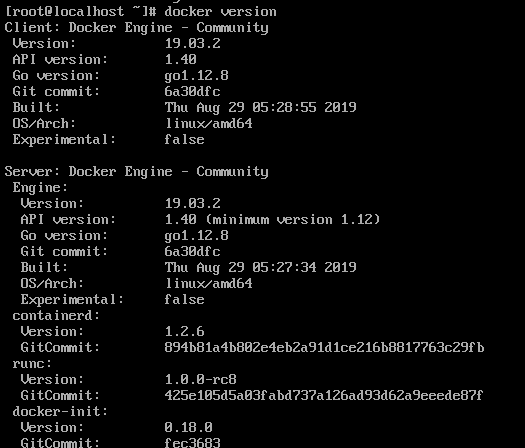 [root@localhost ~]# docker version
Client: Docker Engine - Community
 Version:           19.03.2
 API version:       1.40
 Go version:        go1.12.8
 Git commit:        6a30dfc
 Built:             Thu Aug 29 05:28:55 2019
 OS/Arch:           linux/amd64
 Experimental:      false

Server: Docker Engine - Community
 Engine:
  Version:          19.03.2
  API version:      1.40 (minimum version 1.12)
  Go version:       go1.12.8
  Git commit:       6a30dfc
  Built:            Thu Aug 29 05:27:34 2019
  OS/Arch:          linux/amd64
  Experimental:     false
 containerd:
  Version:          1.2.6
  GitCommit:        894b81a4b802e4eb2a91d1ce216b8817763c29fb
 runc:
  Version:          1.0.0-rc8
  GitCommit:        425e105d5a03fabd737a126ad93d62a9eeede87f
 docker-init:
  Version:          0.18.0
  GitCommit:        fec3683